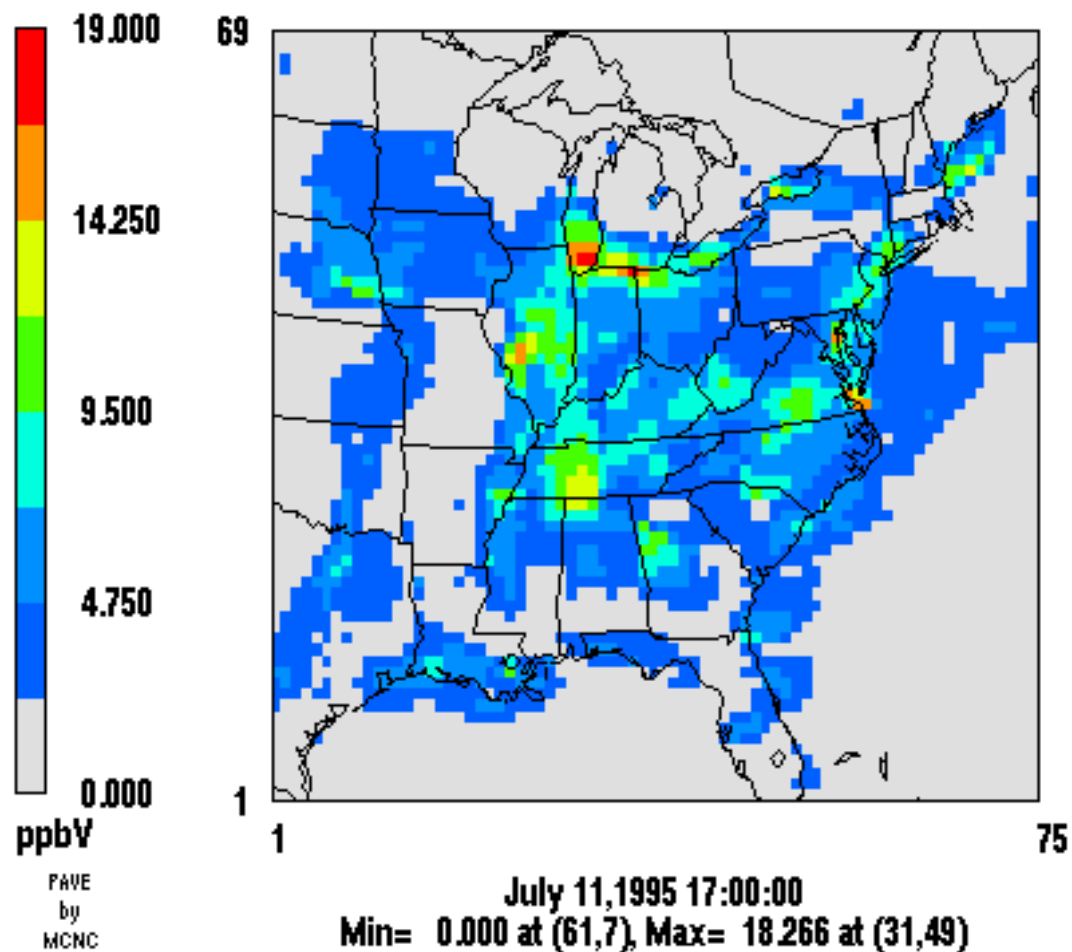 19.000
14.250
9.500
4.750
0.000
ppbV
PAVE
by
MCNC
69
1
1
75
July 11,1995 17:00:00
Min= 0.000 at (61,7), Max= 18.266 at (31,49)